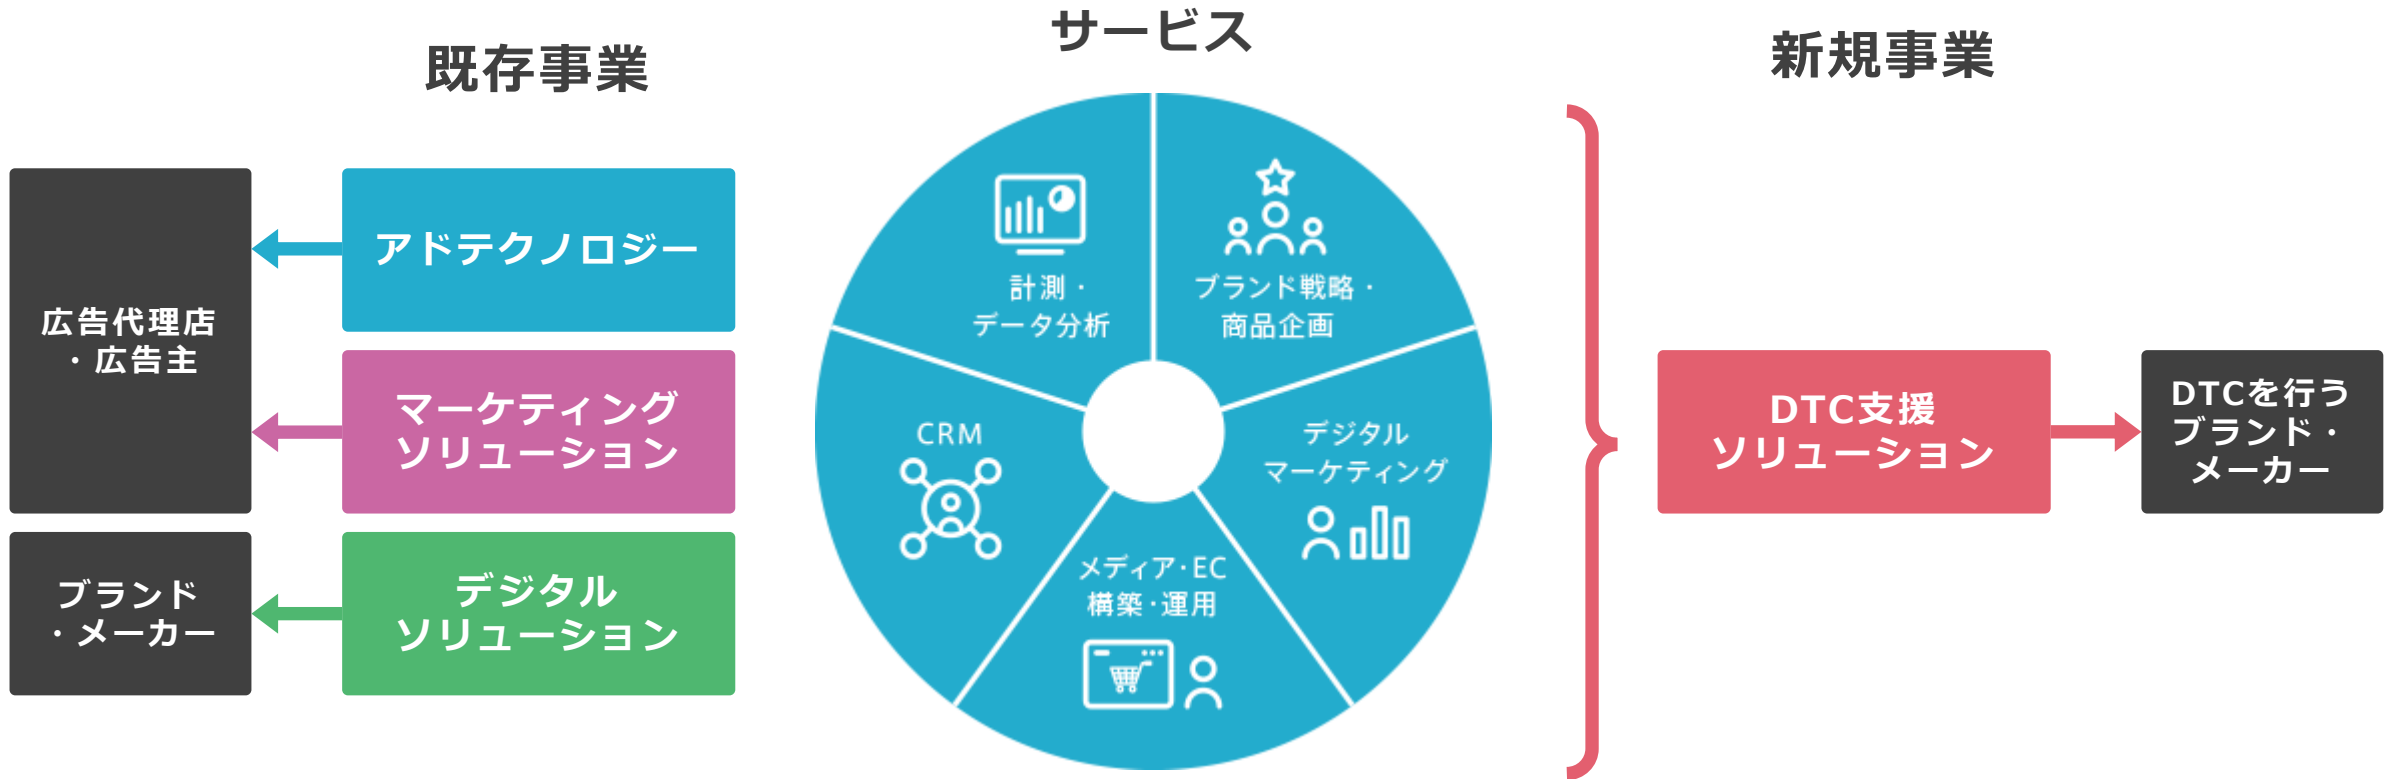 既存事業
広告代理店
・広告主
アドテクノロジー
マーケティング
ソリューション
ブランド
・メーカー
デジタル
ソリューション
サービス
計測・
データ分析
ブランド戦略・
商品企画
CRM
デジタル
マーケティング
メディア・EC
構築・運用
新規事業
DTC支援
ソリューション
DTCを行う
ブランド・
メーカー